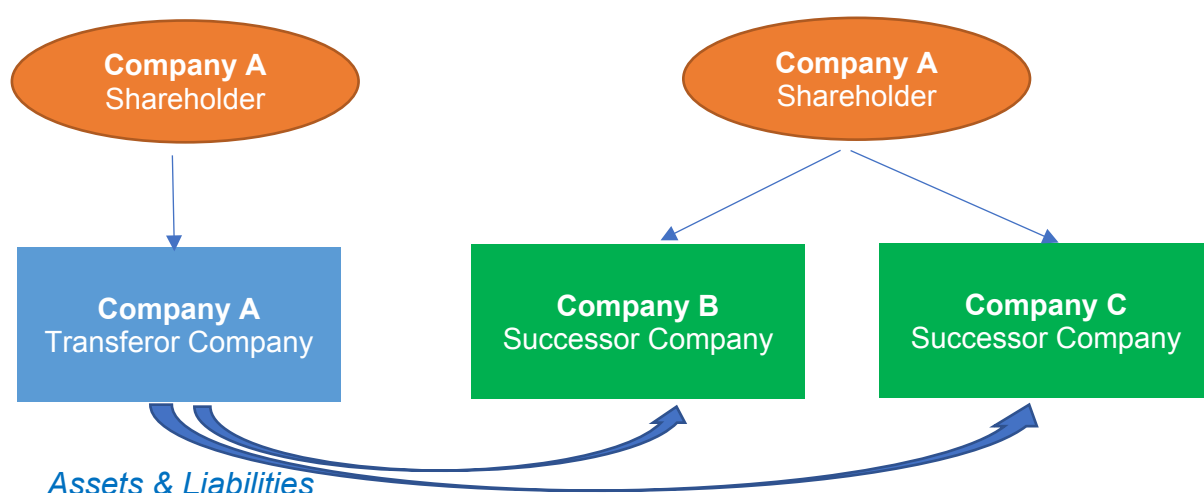 Company A
Shareholder
Company A
Shareholder
Company A
Transferor Company
Company B
Successor Company
Company C
Successor Company
Assets & Liabilities